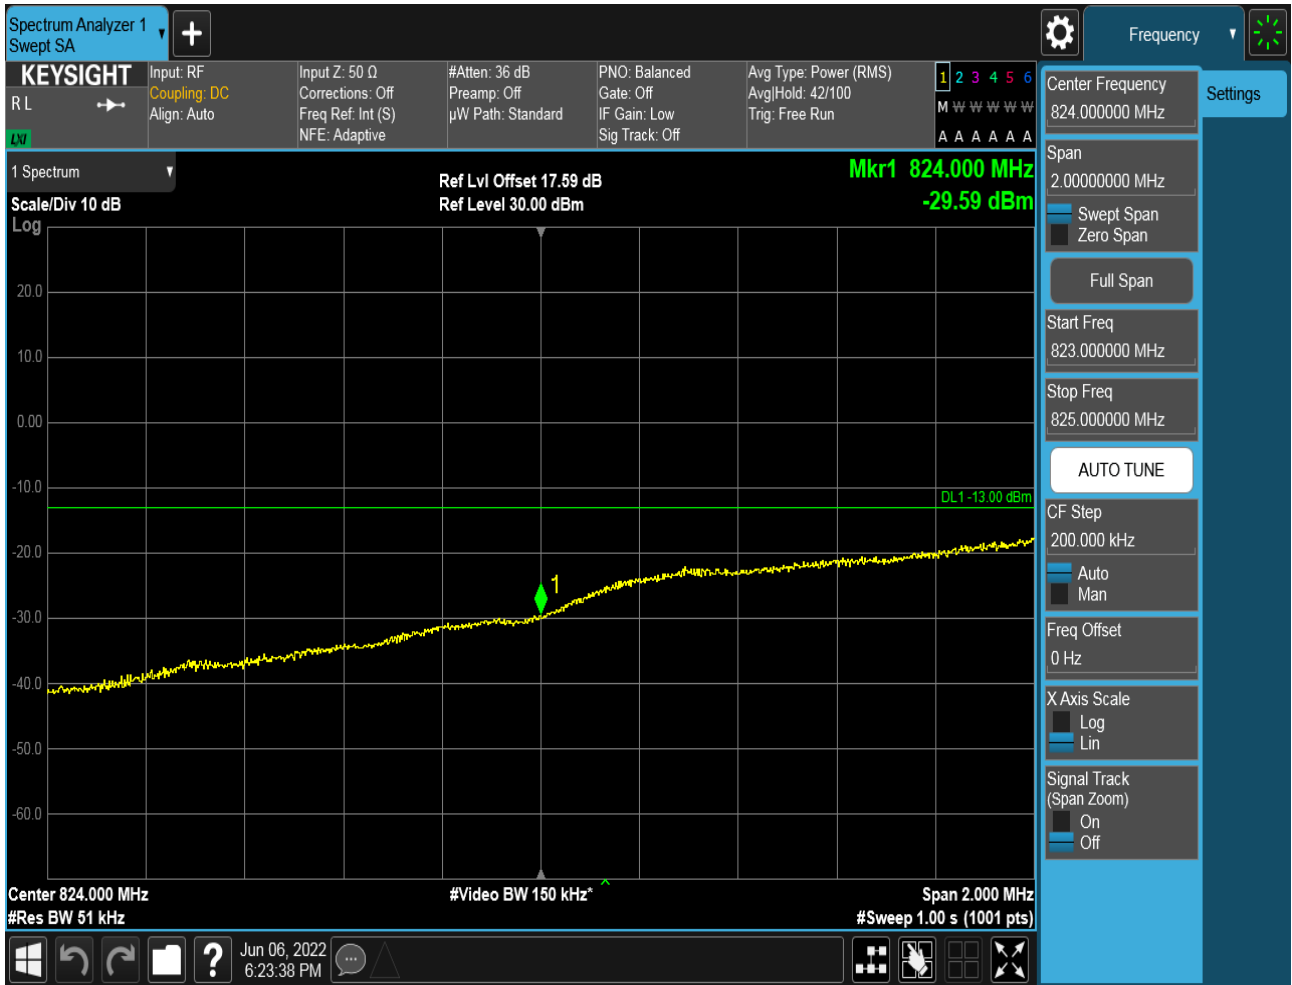 Spectrum Analyzer 1
Swept SA
+
Frequency
KEYSIGHT
R L
LXI
Input: RF
Coupling: DC
Align: Auto
Input Z: 50 Ω
Corrections: Off
Freq Ref: Int (S)
NFE: Adaptive
#Atten: 36 dB
Preamp: Off
µW Path: Standard
PNO: Balanced
Gate: Off
IF Gain: Low
Sig Track: Off
Avg Type: Power (RMS)
Avg|Hold: 42/100
Trig: Free Run
1 2 3 4 5 6
M W W W W W
A A A A A A
1 Spectrum
Scale/Div 10 dB
Log
Ref Lvl Offset 17.59 dB
Ref Level 30.00 dBm
Mkr1 824.000 MHz
-29.59 dBm
20.0
10.0
0.00
-10.0
-20.0
-30.0
-40.0
-50.0
-60.0
DL1 -13.00 dBm
1
Center 824.000 MHz
#Res BW 51 kHz
#Video BW 150 kHz*
Span 2.000 MHz
#Sweep 1.00 s (1001 pts)
Center Frequency
824.000000 MHz
Settings
Span
2.00000000 MHz
Swept Span
Zero Span
Full Span
Start Freq
823.000000 MHz
Stop Freq
825.000000 MHz
AUTO TUNE
CF Step
200.000 kHz
Auto
Man
Freq Offset
0 Hz
X Axis Scale
Log
Lin
Signal Track
(Span Zoom)
On
Off
?
Jun 06, 2022
6:23:38 PM